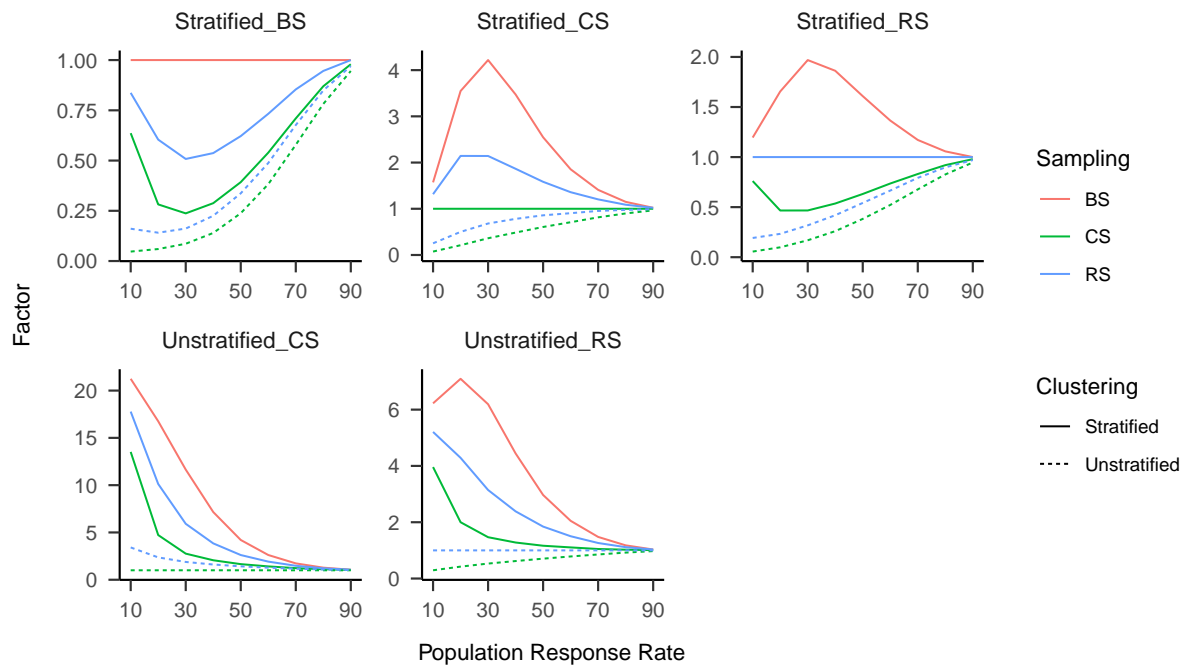 Stratified_BS
Stratified_CS
Stratified_RS
1.00
0.75
0.50
0.25
0.00
10 30 50 70 90
4
3
2
1
0
10 30 50 70 90
2.0
1.5
1.0
0.5
0.0
10 30 50 70 90
Factor
Unstratified_CS
Unstratified_RS
20
15
10
5
0
10 30 50 70 90
6
4
2
0
10 30 50 70 90
Population Response Rate
Sampling
BS
CS
RS
Clustering
Stratified
Unstratified